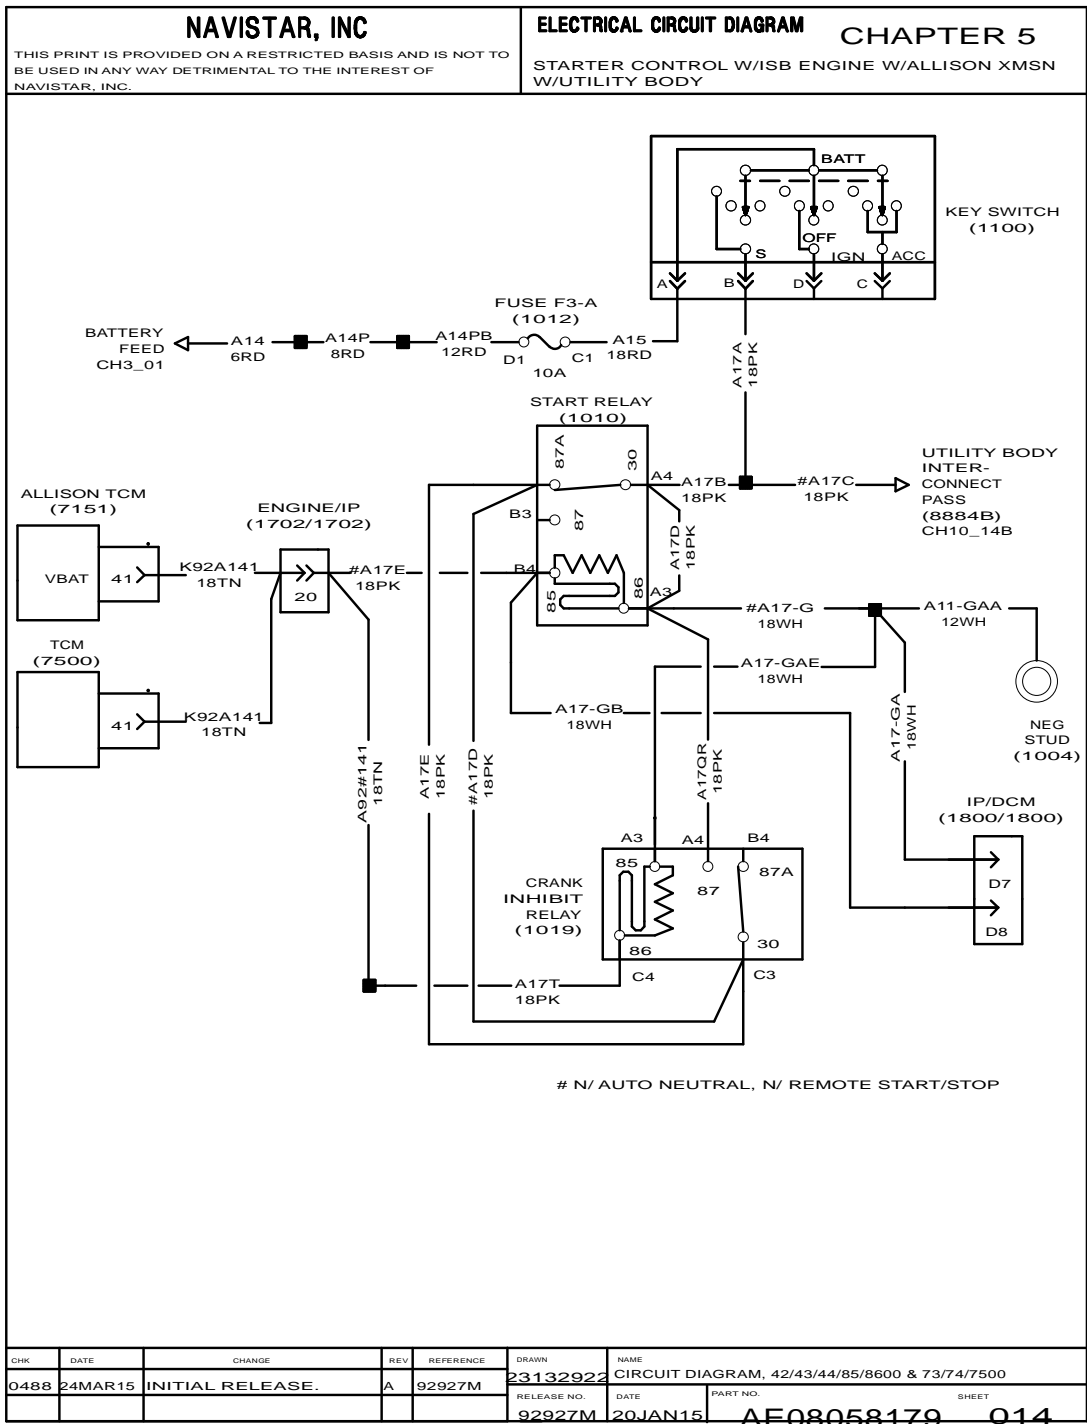 NAVISTAR, INC
THIS PRINT IS PROVIDED ON A RESTRICTED BASIS AND IS NOT TO
BE USED IN ANY WAY DETRIMENTAL TO THE INTEREST OF
NAVISTAR, INC.
ELECTRICAL CIRCUIT DIAGRAM
CHAPTER 5
STARTER CONTROL W/ISB ENGINE W/ALLISON XMSN
W/UTILITY BODY
BATT
OFF
S
IGN
ACC
A
B
D
C
KEY SWITCH
(1100)
FUSE F3-A
(1012)
BATTERY
FEED
CH3_01
A14
6RD
A14P
8RD
A14PB
12RD
D1
C1
10A
A15
18RD
A17A
18PK
START RELAY
(1010)
87A
30
A4
B3
87
B4
85
86
A3
A17B
18PK
#A17C
18PK
UTILITY BODY
INTER-
CONNECT
PASS
(8884B)
CH10_14B
A17D
18PK
ALLISON TCM
(7151)
VBAT
41
K92A141
18TN
ENGINE/IP
(1702/1702)
20
#A17E
18PK
TCM
(7500)
41
K92A141
18TN
#A17-G
18WH
A11-GAA
12WH
A17-GAE
18WH
A17-GB
18WH
A17-GA
18WH
NEG
STUD
(1004)
A92#141
18TN
A17E
18PK
#A17D
18PK
A17QR
18PK
IP/DCM
(1800/1800)
D7
D8
A3
A4
B4
85
87
87A
86
30
C4
C3
CRANK
INHIBIT
RELAY
(1019)
A17T
18PK
# N/ AUTO NEUTRAL, N/ REMOTE START/STOP
CHK DATE CHANGE REV REFERENCE
0488 24MAR15 INITIAL RELEASE. A 92927M
DRAWN
23132922
NAME
CIRCUIT DIAGRAM, 42/43/44/85/8600 & 73/74/7500
RELEASE NO.
92927M
DATE
20JAN15
PART NO.
AF08058179
SHEET
014